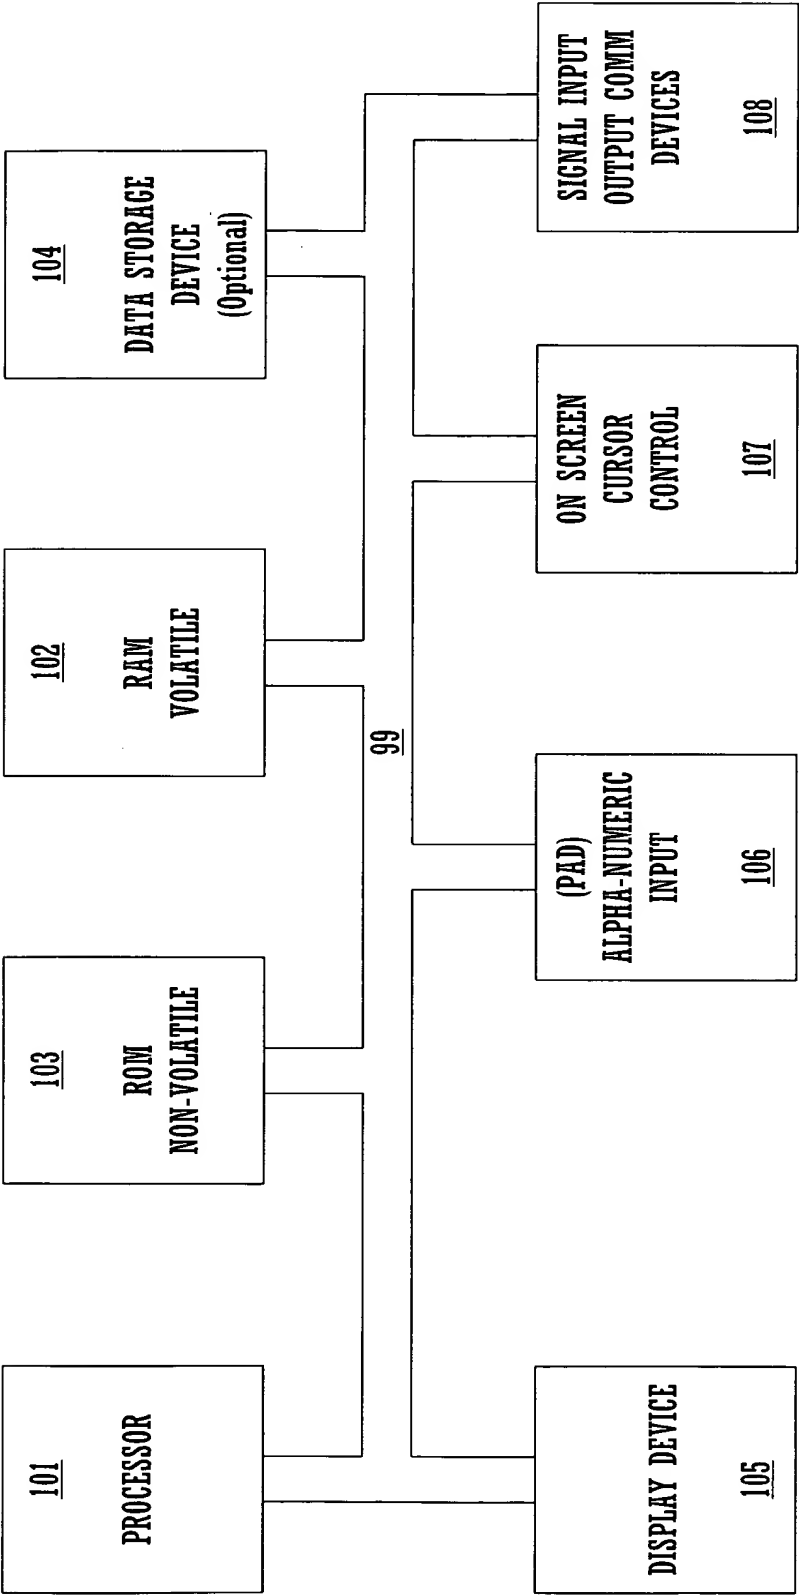 101
PROCESSOR
103
ROM
NON-VOLATILE
102
RAM
VOLATILE
104
DATA STORAGE
DEVICE
(Optional)
99
DISPLAY DEVICE
105
(PAD)
ALPHA-NUMERIC
INPUT
106
ON SCREEN
CURSOR
CONTROL
107
SIGNAL INPUT
OUTPUT COMM
DEVICES
108